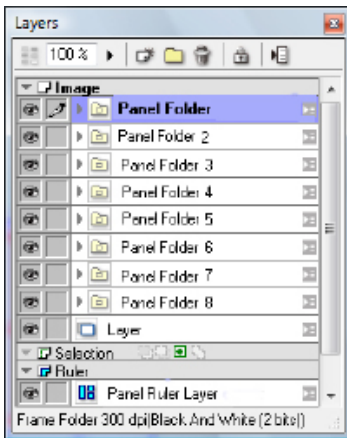 Layers
100 %
Image
Panel Folder
Panel Folder 2
Panel Folder 3
Panel Folder 4
Panel Folder 5
Panel Folder 6
Panel Folder 7
Panel Folder 8
Layer
Selection
Ruler
Panel Ruler Layer
Frame Folder 300 dpi|Black And White (2 bits|)